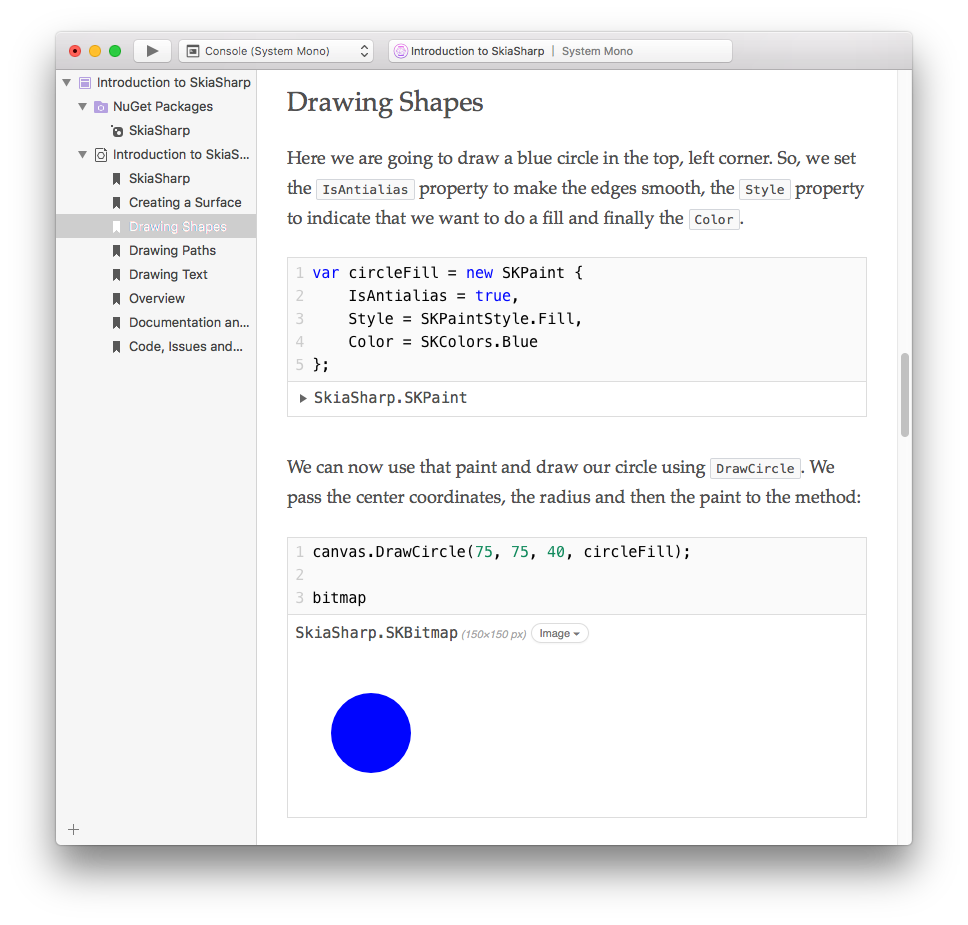 Console (System Mono)
Introduction to SkiaSharp | System Mono
Introduction to SkiaSharp
NuGet Packages
SkiaSharp
Introduction to SkiaS...
SkiaSharp
Creating a Surface
Drawing Shapes
Drawing Paths
Drawing Text
Overview
Documentation an...
Code, Issues and...
Drawing Shapes
Here we are going to draw a blue circle in the top, left corner. So, we set
the IsAntialias property to make the edges smooth, the Style property
to indicate that we want to do a fill and finally the Color.
1 var circleFill = new SKPaint {
2     IsAntialias = true,
3     Style = SKPaintStyle.Fill,
4     Color = SKColors.Blue
5 };
SkiaSharp.SKPaint
We can now use that paint and draw our circle using DrawCircle. We
pass the center coordinates, the radius and then the paint to the method:
1 canvas.DrawCircle(75, 75, 40, circleFill);
2
3 bitmap
SkiaSharp.SKBitmap (150x150 px) Image